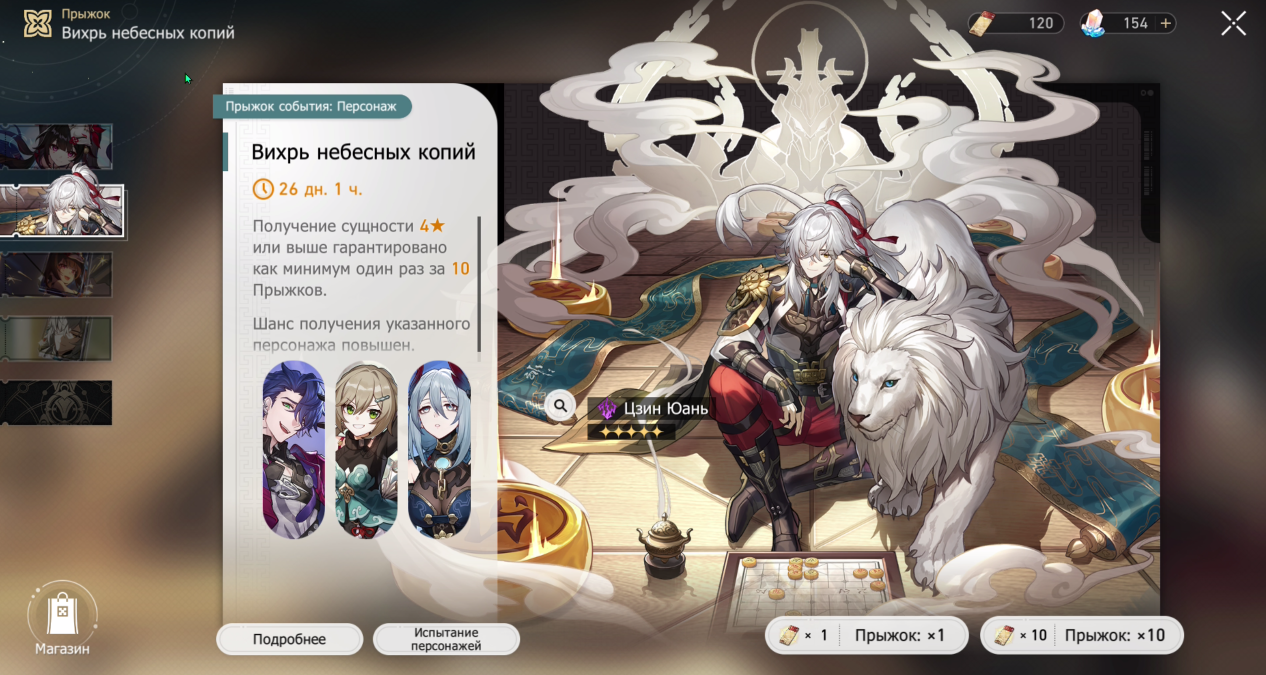 Прыжок
Вихрь небесных копий
120
154
Прыжок события: Персонаж
Вихрь небесных копий
26 дн. 1 ч.
Получение сущности 4★
или выше гарантировано
как минимум один раз за 10
Прыжков.
Шанс получения указанного
персонажа повышен.
Цзин Юань
Магазин
Подробнее
Испытание
персонажей
× 1 Прыжок: ×1
× 10 Прыжок: ×10